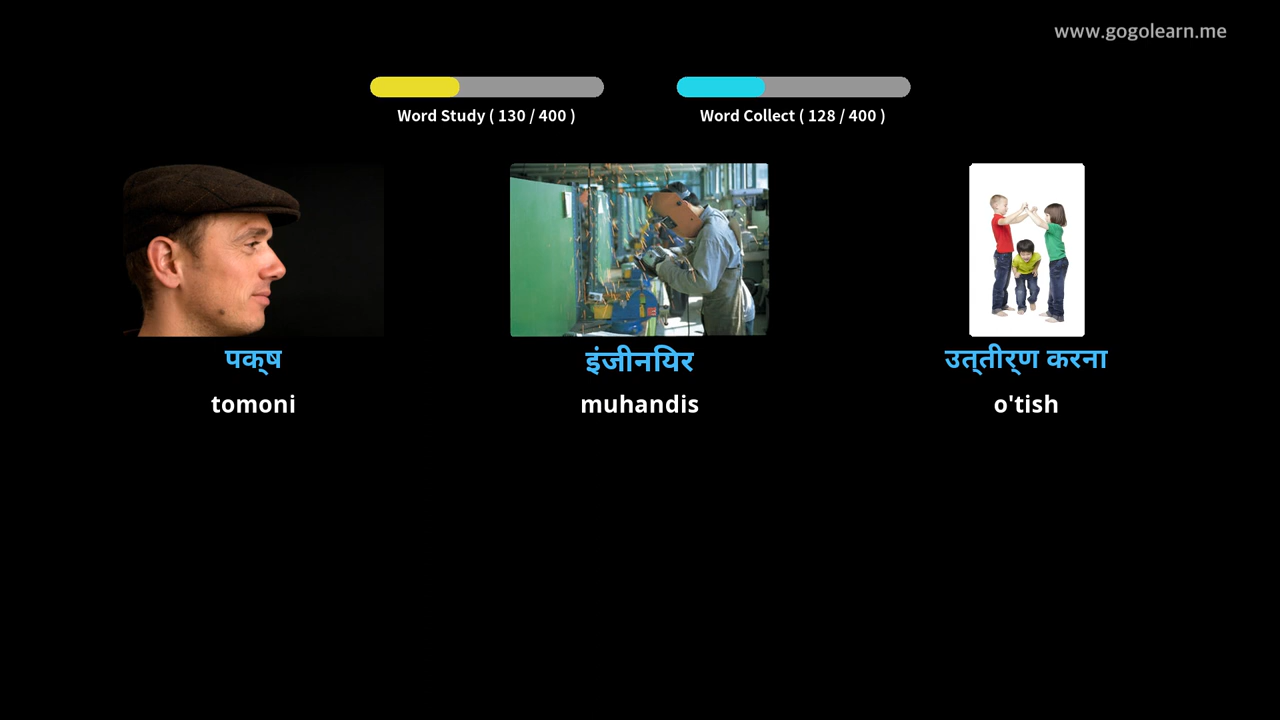 www.gogolearn.me
Word Study ( 130 / 400 )
Word Collect ( 128 / 400 )
पक्ष
इंजीनियर
उत्तीर्ण करना
tomoni
muhandis
o'tish